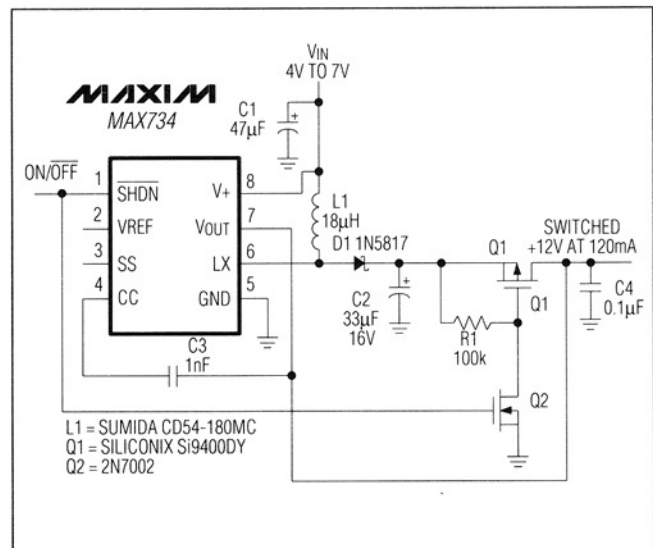 VIN
4V TO 7V
MAXIM
MAX734
C1
47µF
ON/OFF
1
SHDN
V+
8
2
VREF
VOUT
7
3
SS
LX
6
4
CC
GND
5
L1
18µH
D1 1N5817
Q1
SWITCHED
+12V AT 120mA
Q1
C2
33µF
16V
R1
100k
C4
0.1µF
C3
1nF
Q2
L1 = SUMIDA CD54-180MC
Q1 = SILICONIX Si9400DY
Q2 = 2N7002